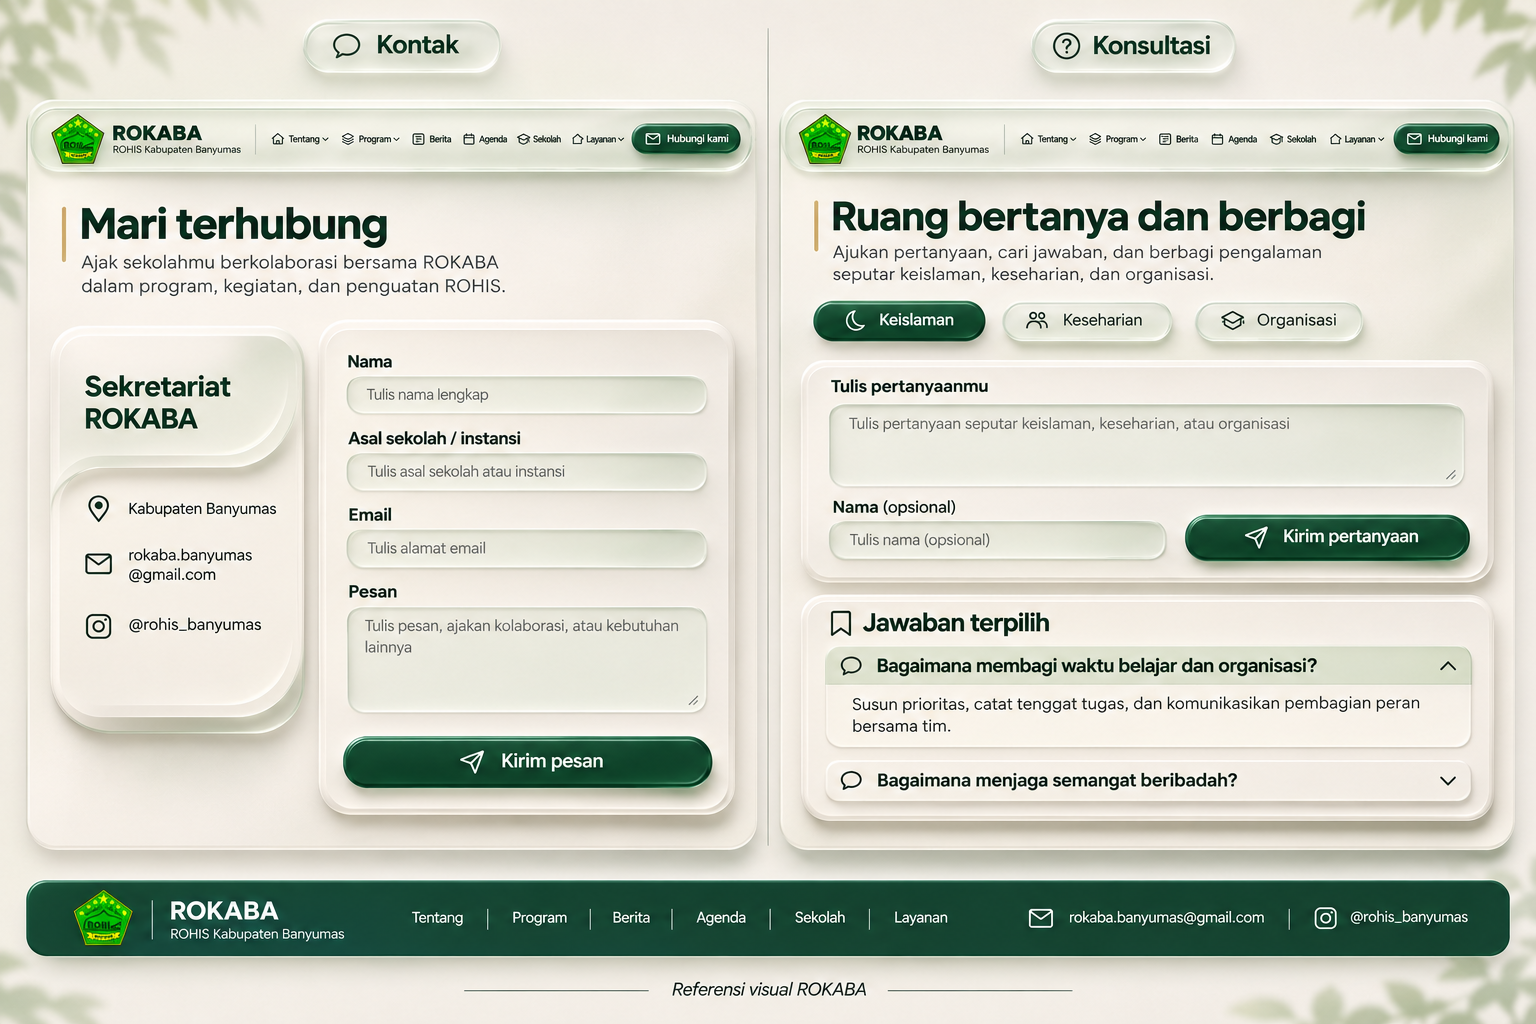 Kontak
ROKABA
ROHIS Kabupaten Banyumas
Tentang
Program
Berita
Agenda
Sekolah
Layanan
Hubungi kami
Mari terhubung
Ajak sekolahmu berkolaborasi bersama ROKABA
dalam program, kegiatan, dan penguatan ROHIS.
Sekretariat
ROKABA
Kabupaten Banyumas
rokaba.banyumas
@gmail.com
@rohis_banyumas
Nama
Tulis nama lengkap
Asal sekolah / instansi
Tulis asal sekolah atau instansi
Email
Tulis alamat email
Pesan
Tulis pesan, ajakan kolaborasi, atau kebutuhan
lainnya
Kirim pesan
Konsultasi
ROKABA
ROHIS Kabupaten Banyumas
Tentang
Program
Berita
Agenda
Sekolah
Layanan
Hubungi kami
Ruang bertanya dan berbagi
Ajukan pertanyaan, cari jawaban, dan berbagi pengalaman
seputar keislaman, keseharian, dan organisasi.
Keislaman
Keseharian
Organisasi
Tulis pertanyaanmu
Tulis pertanyaan seputar keislaman, keseharian, atau organisasi
Nama (opsional)
Tulis nama (opsional)
Kirim pertanyaan
Jawaban terpilih
Bagaimana membagi waktu belajar dan organisasi?
Susun prioritas, catat tenggat tugas, dan komunikasikan pembagian peran
bersama tim.
Bagaimana menjaga semangat beribadah?
ROKABA
ROHIS Kabupaten Banyumas
Tentang
Program
Berita
Agenda
Sekolah
Layanan
rokaba.banyumas@gmail.com
@rohis_banyumas
Referensi visual ROKABA